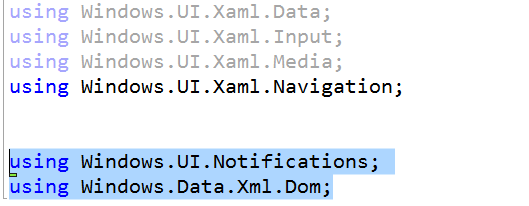 using Windows.UI.Xaml.Data;
using Windows.UI.Xaml.Input;
using Windows.UI.Xaml.Media;
using Windows.UI.Xaml.Navigation;
using Windows.UI.Notifications;
using Windows.Data.Xml.Dom;